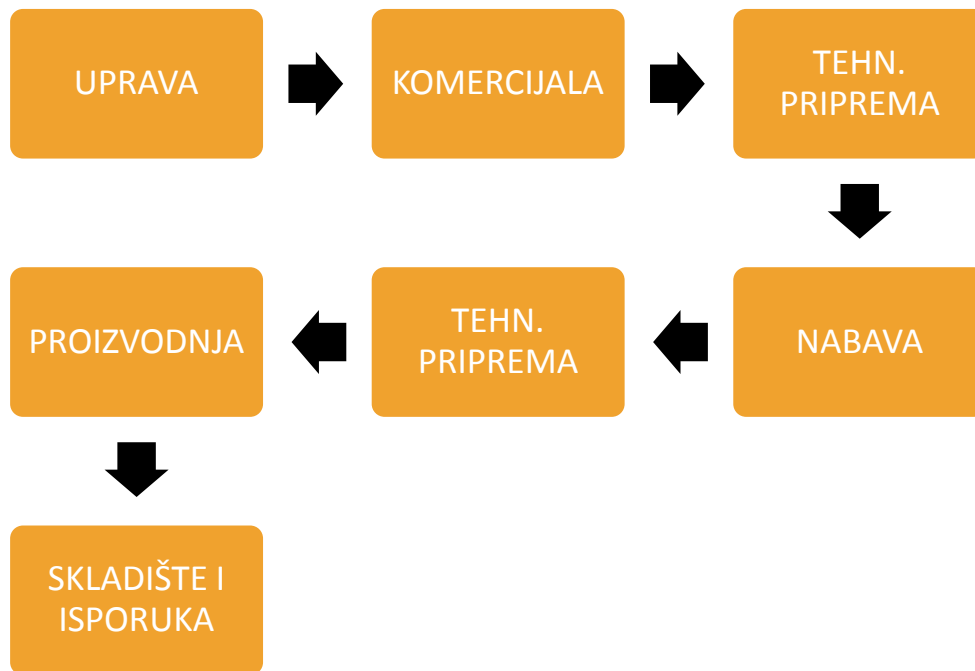 UPRAVA
KOMERCIJALA
TEHN.
PRIPREMA
NABAVA
TEHN.
PRIPREMA
PROIZVODNJA
SKLADIŠTE I
ISPORUKA